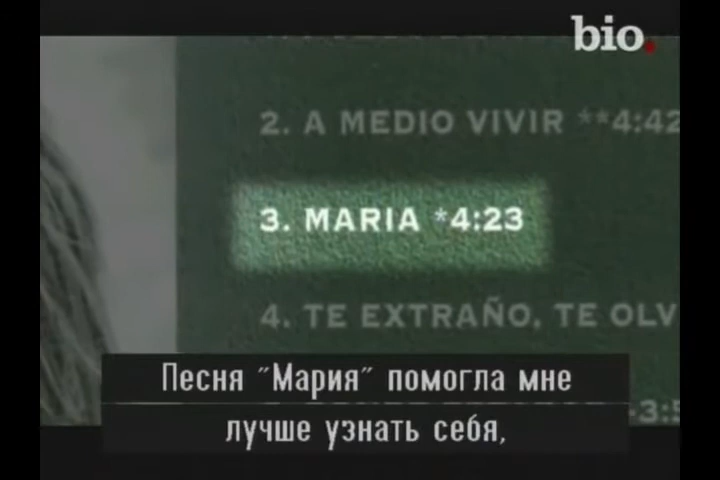 bio.
2. A MEDIO VIVIR **4:42
3. MARIA *4:23
4. TE EXTRAÑO, TE OLV
Песня "Мария" помогла мне
лучше узнать себя,